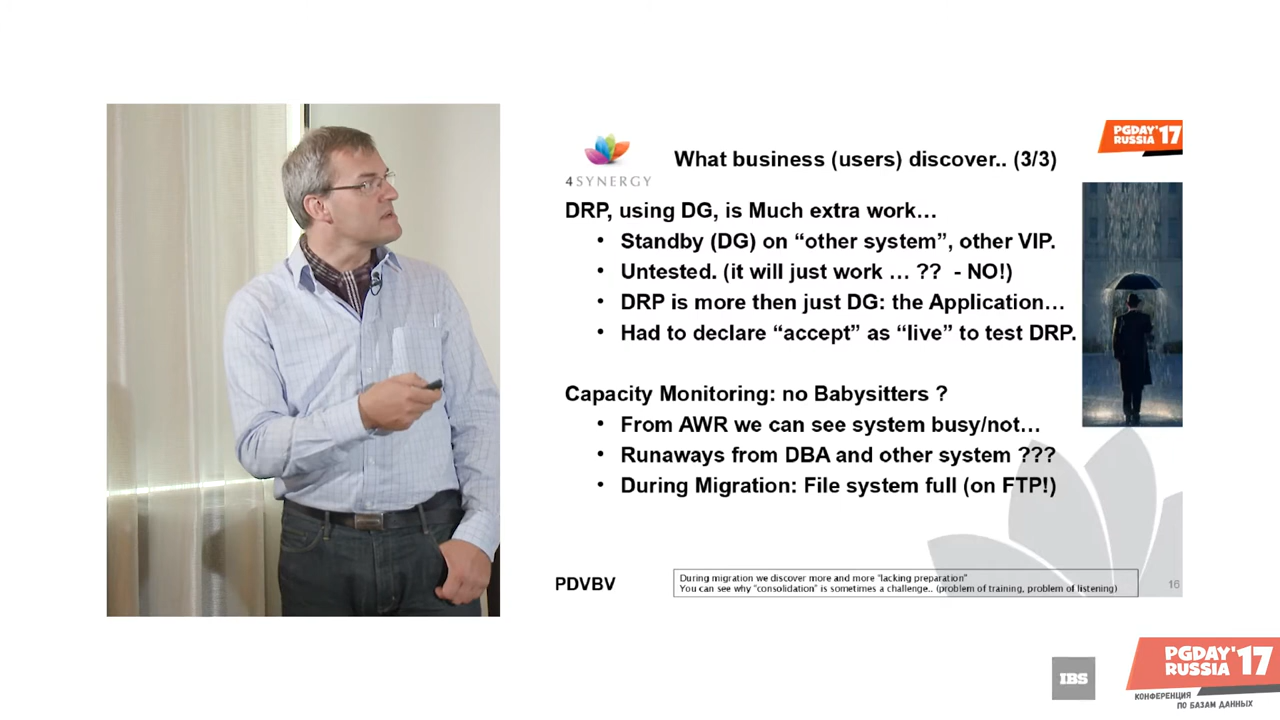 PGDAY'17
RUSSIA
4SYNERGY
What business (users) discover.. (3/3)
DRP, using DG, is Much extra work…
• Standby (DG) on “other system”, other VIP.
• Untested. (it will just work … ?? - NO!)
• DRP is more then just DG: the Application…
• Had to declare “accept” as “live” to test DRP.
Capacity Monitoring: no Babysitters ?
• From AWR we can see system busy/not…
• Runaways from DBA and other system ???
• During Migration: File system full (on FTP!)
PDVBV
During migration we discover more and more “lacking preparation”
You can see why “consolidation” is sometimes a challenge.. (problem of training, problem of listening)
16
IBS
PGDAY'17
RUSSIA
КОНФЕРЕНЦИЯ
ПО БАЗАМ ДАННЫХ